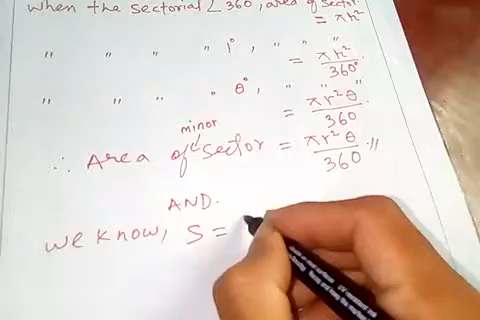 when the sectorial ∠ 360, area of sector
= πr²
" " " " 1°, " " " = πr²/360°
" " " " θ°, " " " = πr²θ/360
minor
∴ Area of sector = πr²θ/360 "
AND.
we know, S =